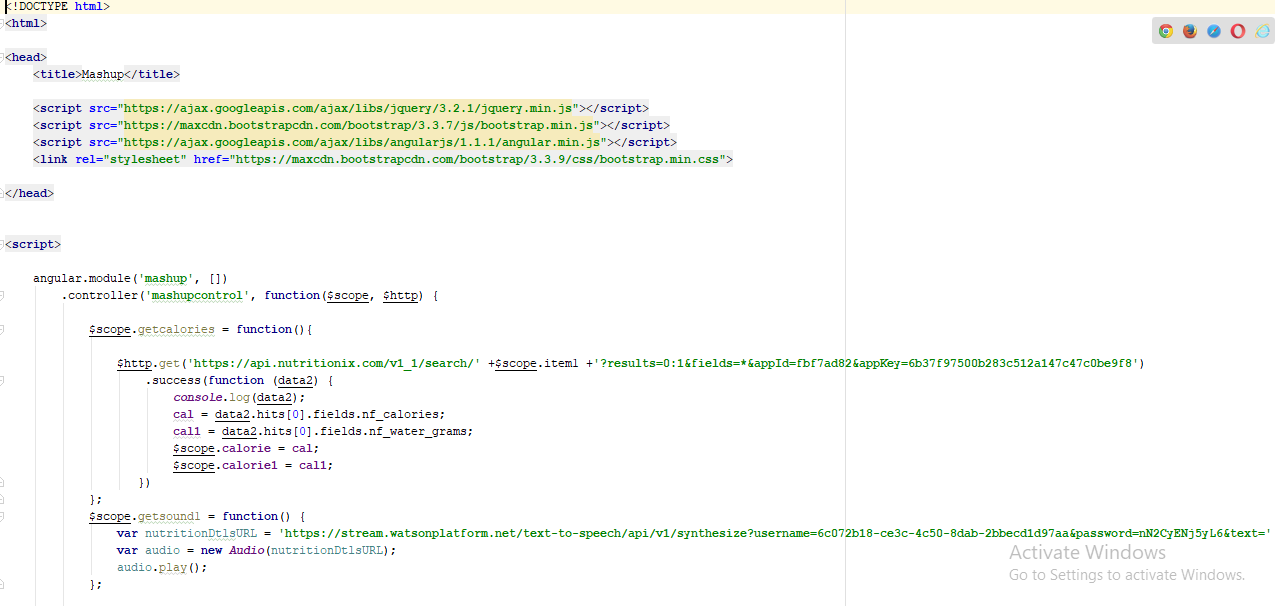 <!DOCTYPE html>
<html>
<head>
<title>Mashup</title>
<script src="https://ajax.googleapis.com/ajax/libs/jquery/3.2.1/jquery.min.js"></script>
<script src="https://maxcdn.bootstrapcdn.com/bootstrap/3.3.7/js/bootstrap.min.js"></script>
<script src="https://ajax.googleapis.com/ajax/libs/angularjs/1.1.1/angular.min.js"></script>
<link rel="stylesheet" href="https://maxcdn.bootstrapcdn.com/bootstrap/3.3.9/css/bootstrap.min.css">
</head>
<script>
angular.module('mashup', [])
.controller('mashupcontrol', function($scope, $http) {
$scope.getcalories = function(){
$http.get('https://api.nutritionix.com/v1_1/search/' +$scope.item1 +'?results=0:1&fields=*&appId=fbf7ad82&appKey=6b37f97500b283c512a147c47c0be9f8')
.success(function (data2) {
console.log(data2);
cal = data2.hits[0].fields.nf_calories;
cal1 = data2.hits[0].fields.nf_water_grams;
$scope.calorie = cal;
$scope.calorie1 = cal1;
})
};
$scope.getsound1 = function() {
var nutritionDtlsURL = 'https://stream.watsonplatform.net/text-to-speech/api/v1/synthesize?username=6c072b18-ce3c-4c50-8dab-2bbecd1d97aa&password=nN2CyENj5yL6&text='
var audio = new Audio(nutritionDtlsURL);
audio.play();
};
Activate Windows
Go to Settings to activate Windows.